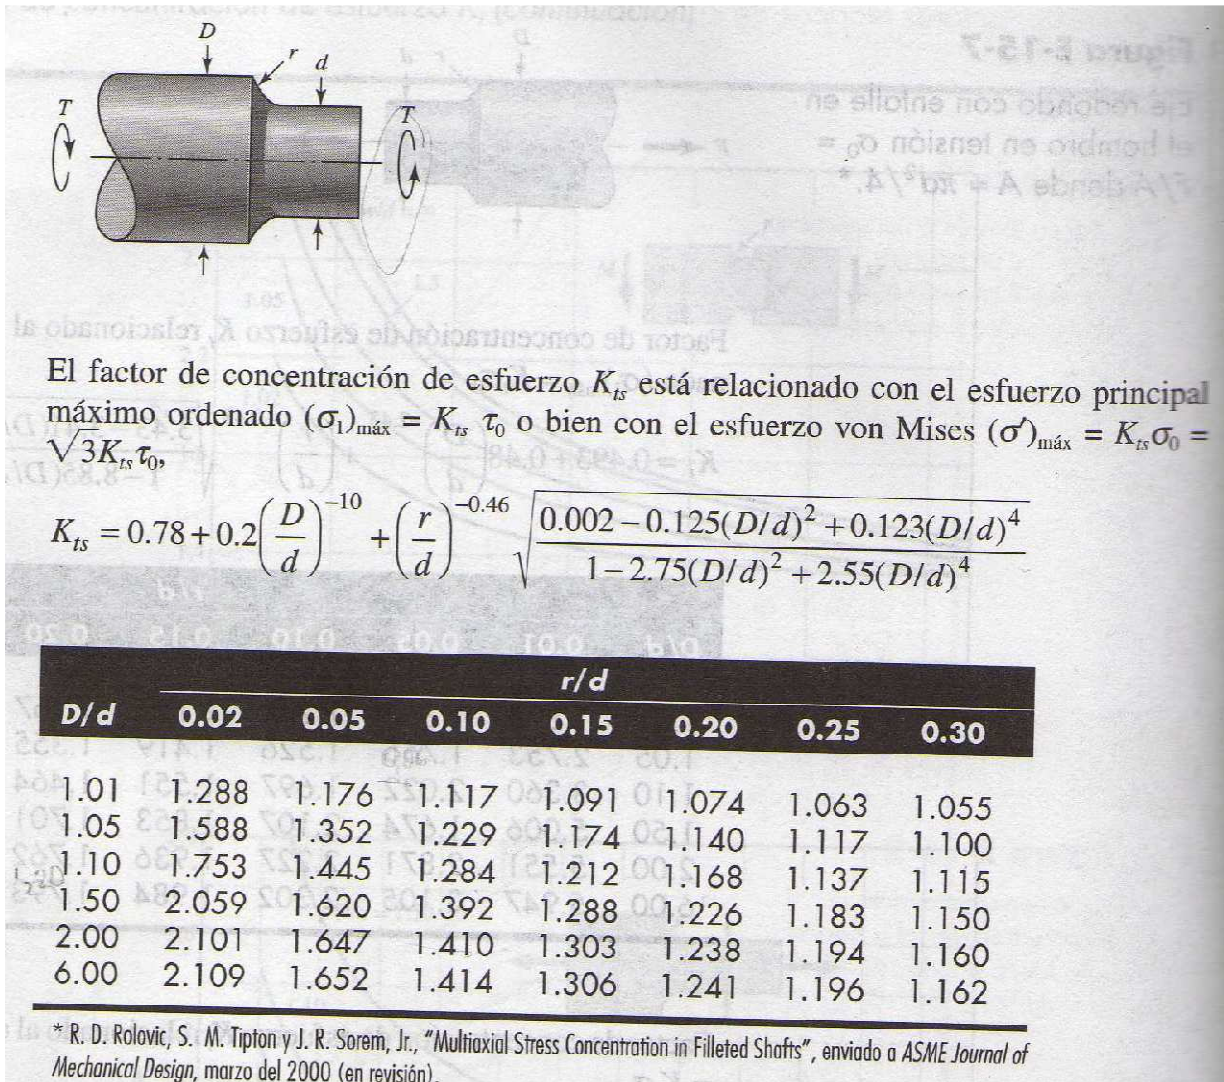 D
r
d
T
T
El factor de concentración de esfuerzo K_ts está relacionado con el esfuerzo principal
máximo ordenado (σ₁)_máx = K_ts τ₀ o bien con el esfuerzo von Mises (σ′)_máx = K_ts σ₀ =
√3K_ts τ₀,
K_ts = 0.78 + 0.2(D/d)^−10 + (r/d)^−0.46 √((0.002 − 0.125(D/d)² + 0.123(D/d)⁴)/(1 − 2.75(D/d)² + 2.55(D/d)⁴))
r/d
D/d 0.02 0.05 0.10 0.15 0.20 0.25 0.30
1.01 1.288 1.176 1.117 1.091 1.074 1.063 1.055
1.05 1.588 1.352 1.229 1.174 1.140 1.117 1.100
1.10 1.753 1.445 1.284 1.212 1.168 1.137 1.115
1.50 2.059 1.620 1.392 1.288 1.226 1.183 1.150
2.00 2.101 1.647 1.410 1.303 1.238 1.194 1.160
6.00 2.109 1.652 1.414 1.306 1.241 1.196 1.162
* R. D. Rolovic, S. M. Tipton y J. R. Sorem, Jr., “Multiaxial Stress Concentration in Filleted Shafts”, enviado a ASME Journal of
Mechanical Design, marzo del 2000 (en revisión).